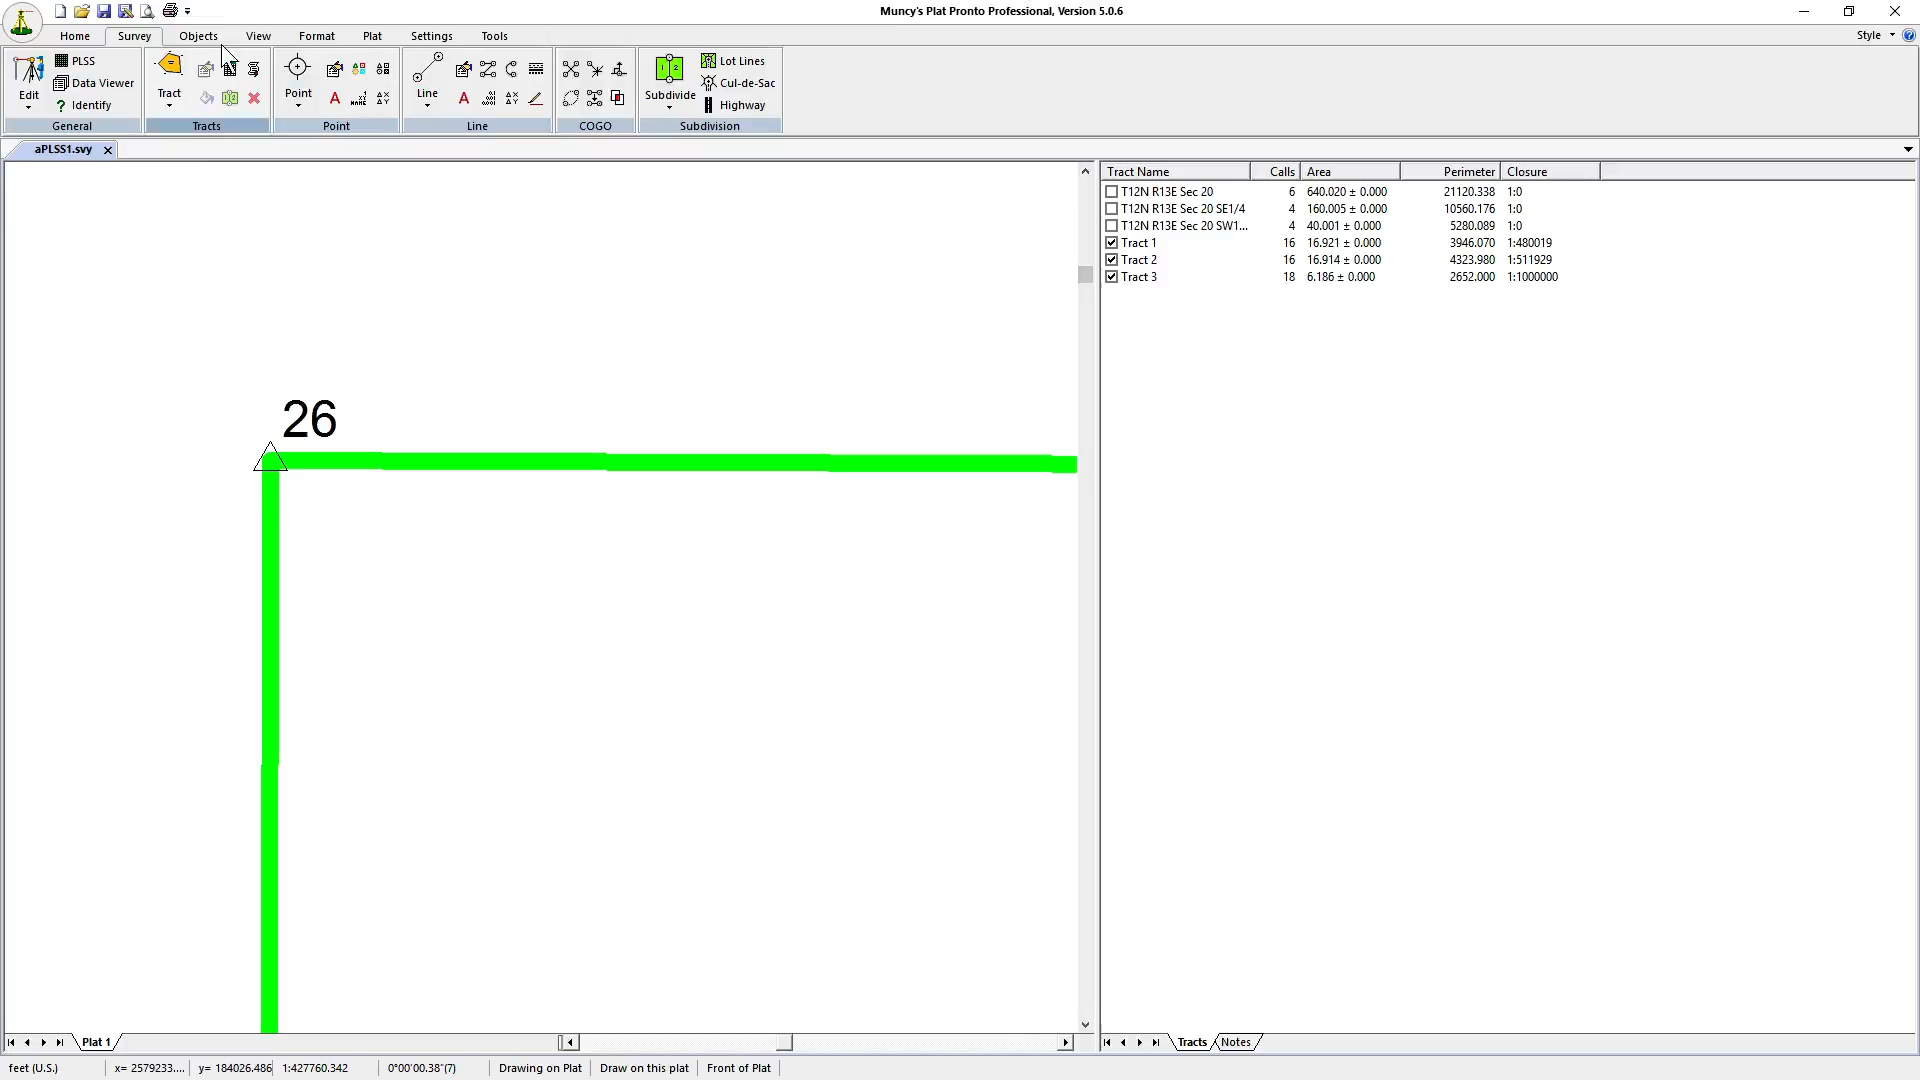 Muncy's Plat Pronto Professional, Version 5.0.6
Home Survey Objects View Format Plat Settings Tools Style
PLSS
Data Viewer
Identify
Edit
General
Tract
Tracts
Point
A
Point
Line
A
Line
COGO
Subdivide
Lot Lines
Cul-de-Sac
Highway
Subdivision
aPLSS1.svy
Tract Name Calls Area Perimeter Closure
T12N R13E Sec 20 6 640.020 ± 0.000 21120.338 1:0
T12N R13E Sec 20 SE1/4 4 160.005 ± 0.000 10560.176 1:0
T12N R13E Sec 20 SW1... 4 40.001 ± 0.000 5280.089 1:0
Tract 1 16 16.921 ± 0.000 3946.070 1:480019
Tract 2 16 16.914 ± 0.000 4323.980 1:511929
Tract 3 18 6.186 ± 0.000 2652.000 1:1000000
26
Plat 1
Tracts Notes
feet (U.S.) x= 2579233.... y= 184026.486 1:427760.342 0°00'00.38"(7) Drawing on Plat Draw on this plat Front of Plat